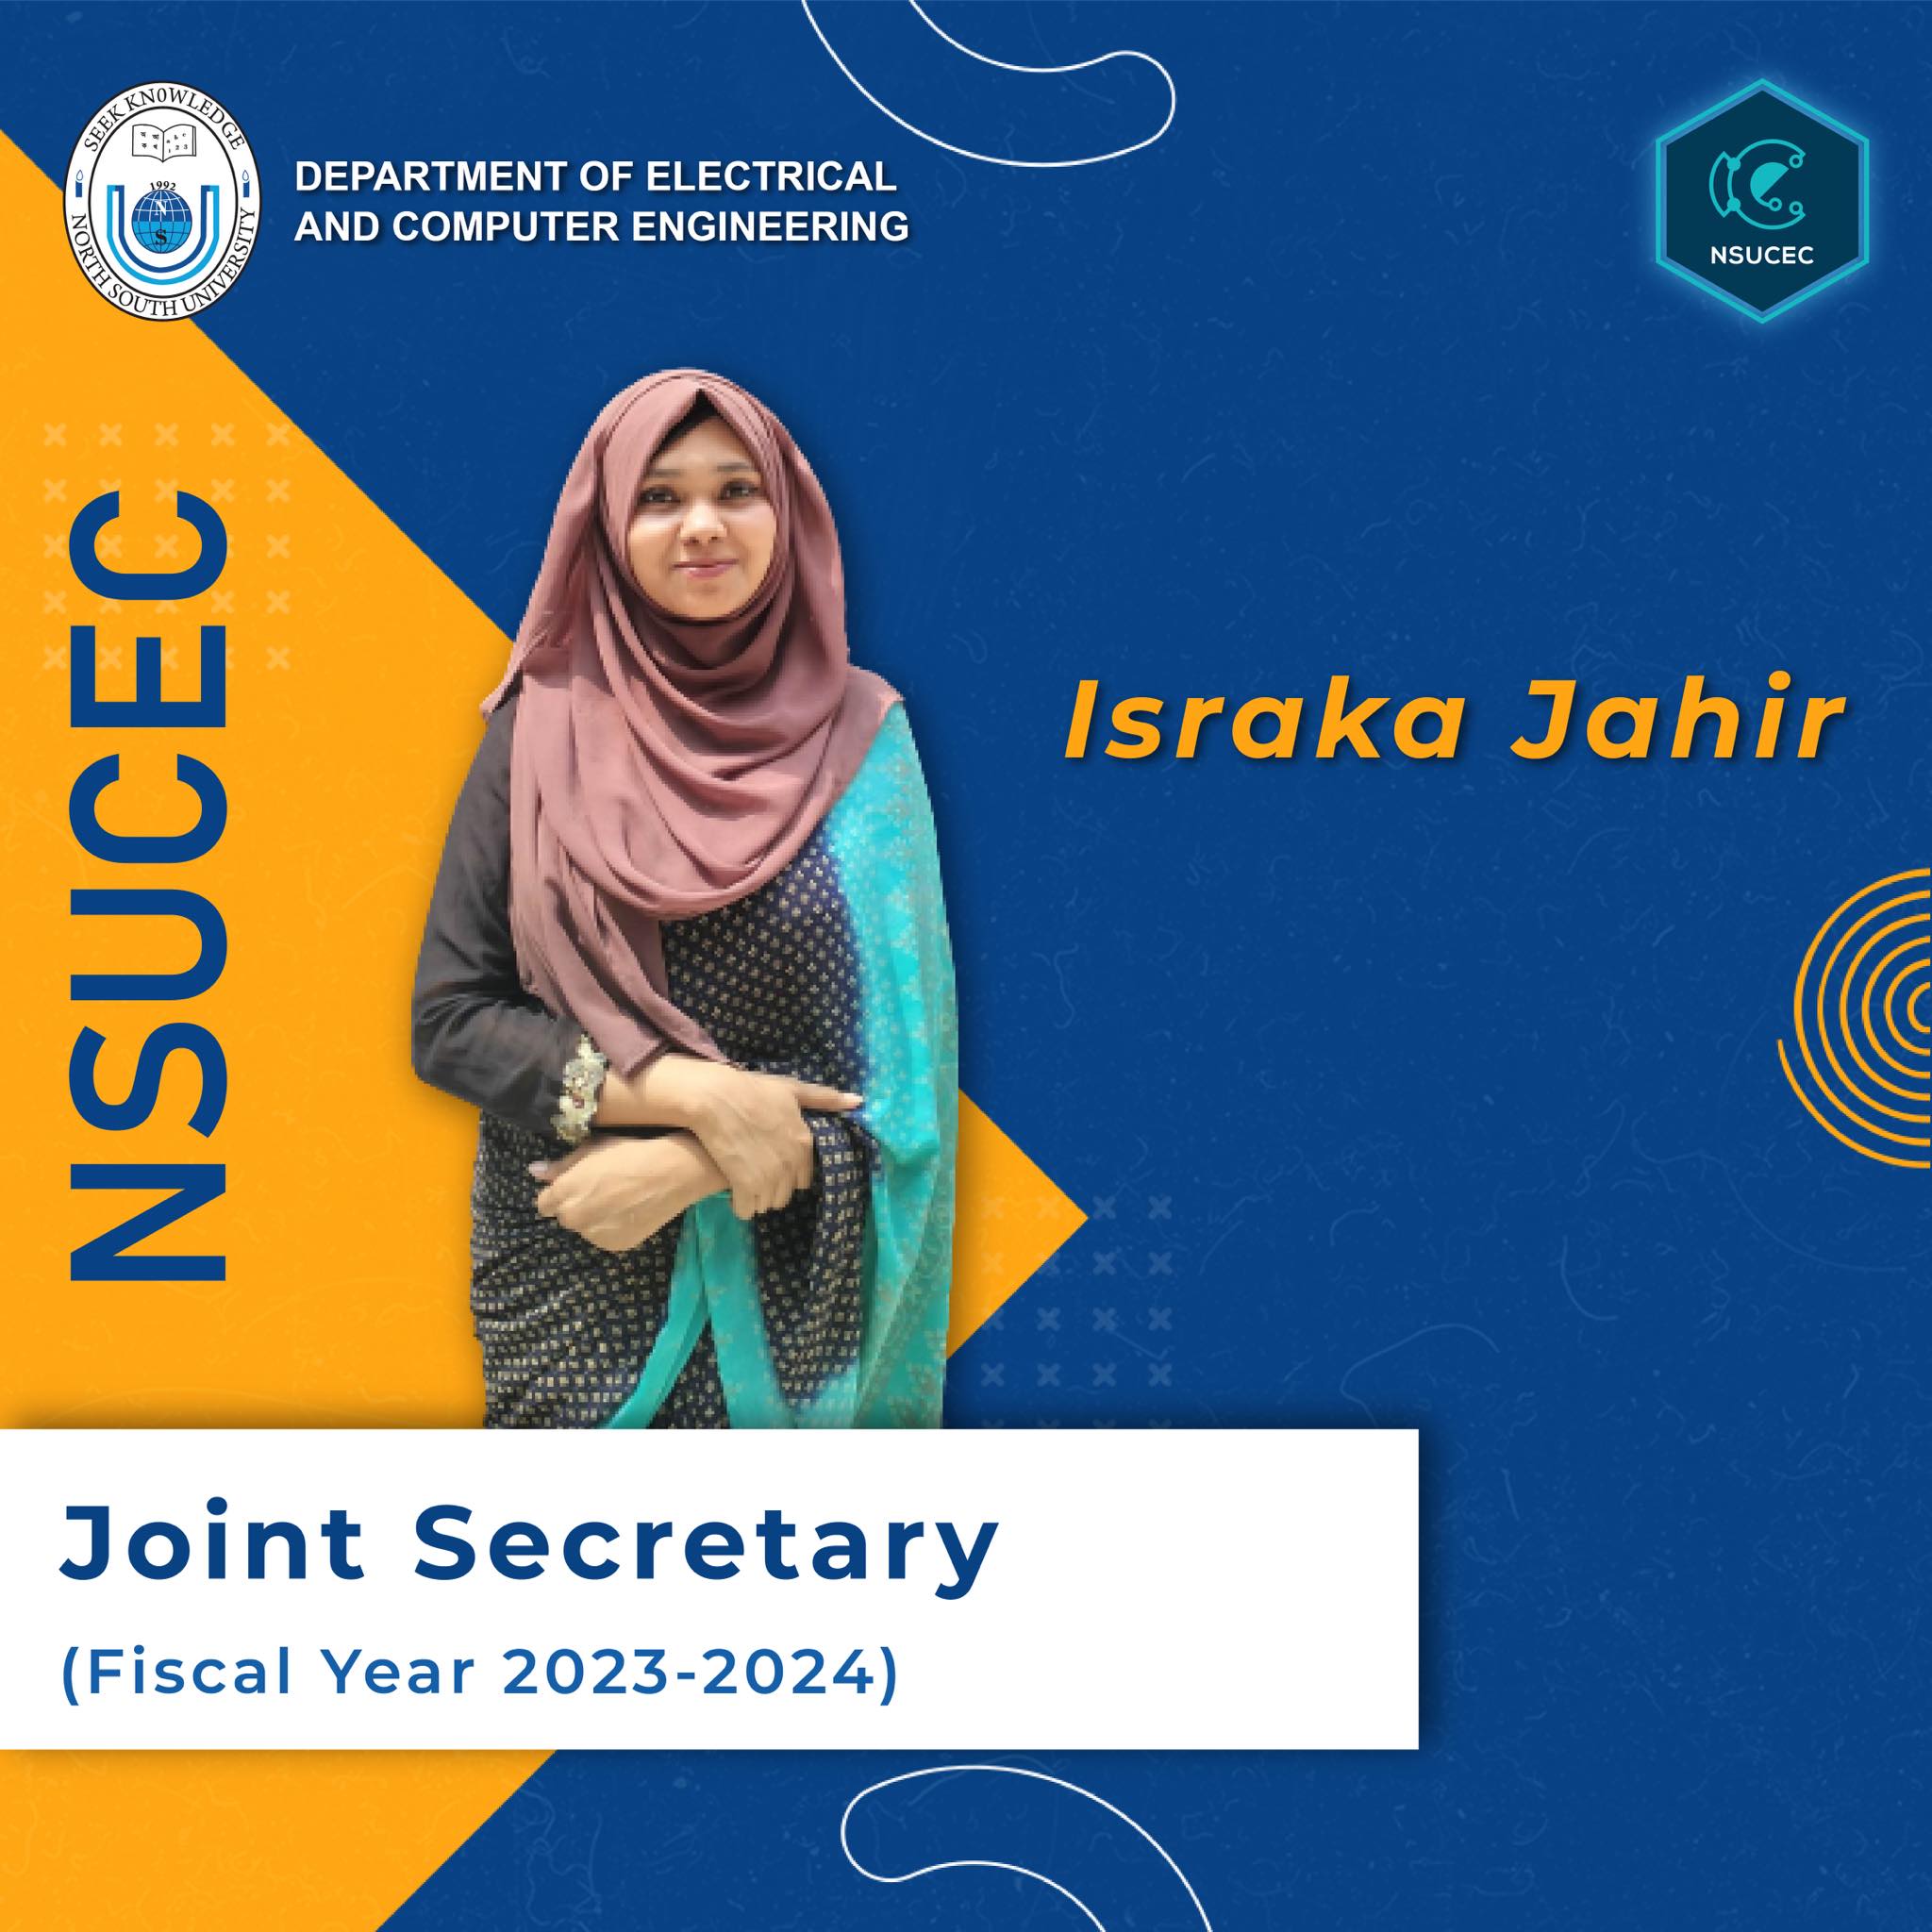 SEEK KN0WLEDGE
1992
N
S
NORTH SOUTH UNIVERSITY
DEPARTMENT OF ELECTRICAL
AND COMPUTER ENGINEERING
NSUCEC
NSUCEC
Israka Jahir
Joint Secretary
(Fiscal Year 2023-2024)